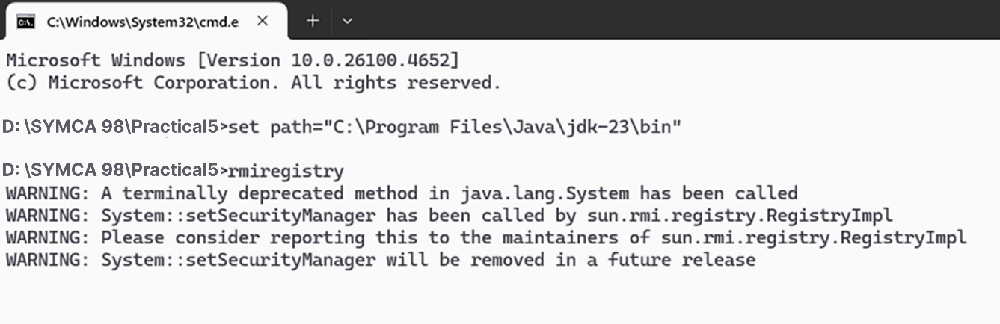 C:\Windows\System32\cmd.e
Microsoft Windows [Version 10.0.26100.4652]
(c) Microsoft Corporation. All rights reserved.
D: \SYMCA 98\Practical5>set path="C:\Program Files\Java\jdk-23\bin"
D: \SYMCA 98\Practical5>rmiregistry
WARNING: A terminally deprecated method in java.lang.System has been called
WARNING: System::setSecurityManager has been called by sun.rmi.registry.RegistryImpl
WARNING: Please consider reporting this to the maintainers of sun.rmi.registry.RegistryImpl
WARNING: System::setSecurityManager will be removed in a future release